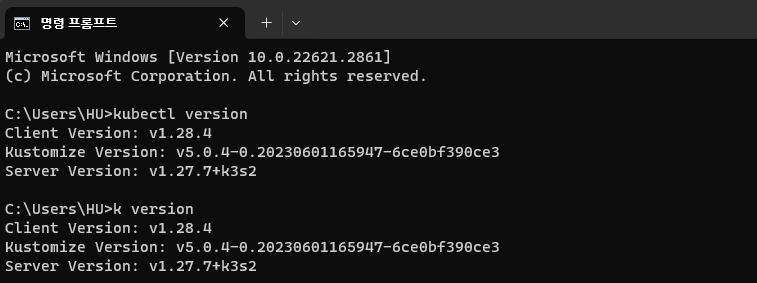 명령 프롬프트
Microsoft Windows [Version 10.0.22621.2861]
(c) Microsoft Corporation. All rights reserved.
C:\Users\HU>kubectl version
Client Version: v1.28.4
Kustomize Version: v5.0.4-0.20230601165947-6ce0bf390ce3
Server Version: v1.27.7+k3s2
C:\Users\HU>k version
Client Version: v1.28.4
Kustomize Version: v5.0.4-0.20230601165947-6ce0bf390ce3
Server Version: v1.27.7+k3s2